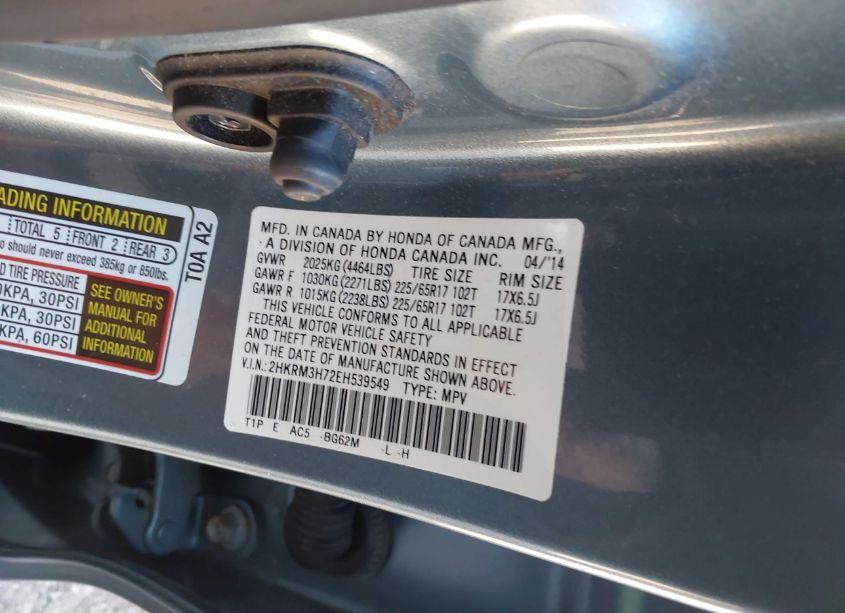 ADING INFORMATION
TOTAL 5 FRONT 2 REAR 3
o should never exceed 385kg or 850lbs.
D TIRE PRESSURE
0KPA, 30PSI
KPA, 30PSI
KPA, 60PSI
SEE OWNER'S
MANUAL FOR
ADDITIONAL
INFORMATION
T0A A2
MFD. IN CANADA BY HONDA OF CANADA MFG.,
A DIVISION OF HONDA CANADA INC. 04/'14
GVWR 2025KG(4464LBS) TIRE SIZE RIM SIZE
GAWR F 1030KG(2271LBS) 225/65R17 102T 17X6.5J
GAWR R 1015KG(2238LBS) 225/65R17 102T 17X6.5J
THIS VEHICLE CONFORMS TO ALL APPLICABLE
FEDERAL MOTOR VEHICLE SAFETY
AND THEFT PREVENTION STANDARDS IN EFFECT
ON THE DATE OF MANUFACTURE SHOWN ABOVE.
V.I.N.:2HKRM3H72EH539549 TYPE: MPV
T1P E AC5 -BG62M -L -H